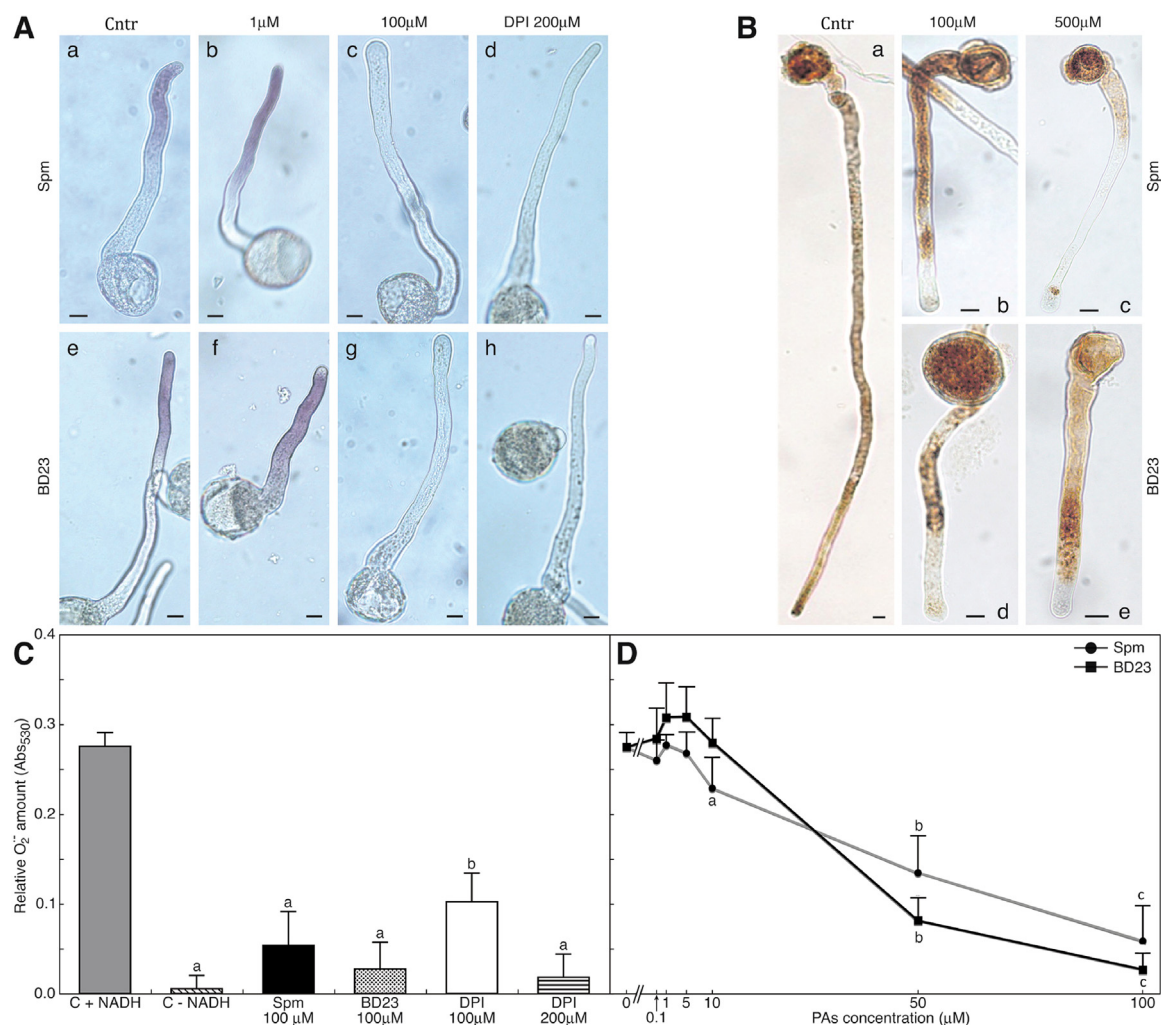 A
Cntr
1µM
100µM
DPI 200µM
a
b
c
d
Spm
e
f
g
h
BD23
B
Cntr
100µM
500µM
a
b
c
Spm
d
e
BD23
C
Relative O₂·⁻ amount (Abs530)
0.4
0.3
0.2
0.1
0.0
a
a
a
b
a
C + NADH
C - NADH
Spm
100 µM
BD23
100µM
DPI
100µM
DPI
200µM
D
Spm
BD23
a
b
b
c
c
0
0.1
1
5
10
50
100
PAs concentration (µM)